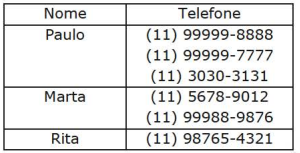 Nome Telefone
Paulo (11) 99999-8888
(11) 99999-7777
(11) 3030-3131
Marta (11) 5678-9012
(11) 99988-9876
Rita (11) 98765-4321